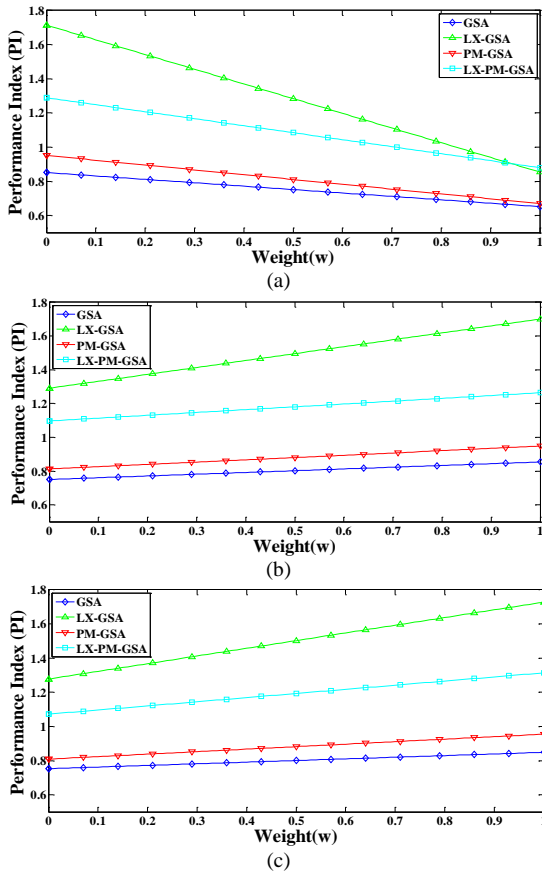 1.8
1.6
1.4
1.2
1
0.8
0.6
Performance Index (PI)
GSA
LX-GSA
PM-GSA
LX-PM-GSA
0 0.1 0.2 0.3 0.4 0.5 0.6 0.7 0.8 0.9 1
Weight(w)
(a)
1.8
1.6
1.4
1.2
1
0.8
0.6
Performance Index (PI)
GSA
LX-GSA
PM-GSA
LX-PM-GSA
0 0.1 0.2 0.3 0.4 0.5 0.6 0.7 0.8 0.9 1
Weight(w)
(b)
1.8
1.6
1.4
1.2
1
0.8
0.6
Performance Index (PI)
GSA
LX-GSA
PM-GSA
LX-PM-GSA
0 0.1 0.2 0.3 0.4 0.5 0.6 0.7 0.8 0.9 1
Weight(w)
(c)